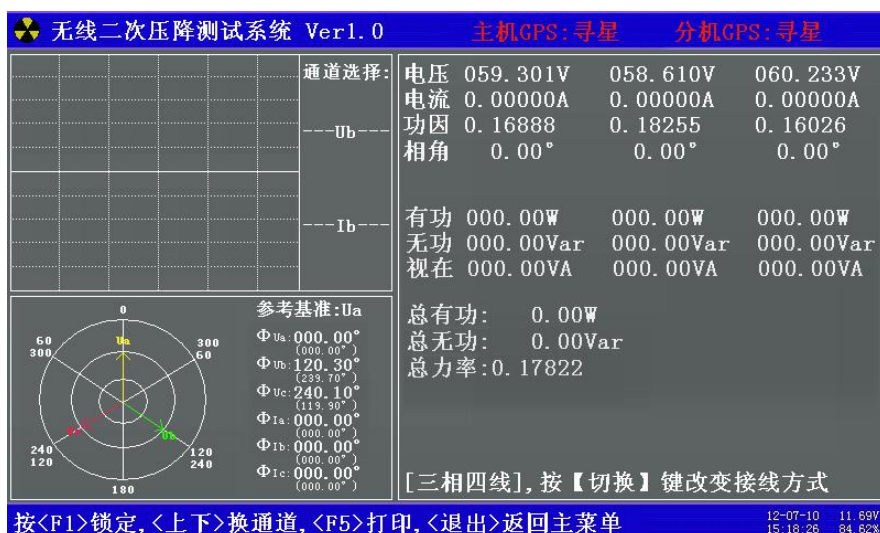 无线二次压降测试系统 Ver1.0
主机GPS:寻星
分机GPS:寻星
通道选择:
---Ub---
---Ib---
电压 059.301V 058.610V 060.233V
电流 0.00000A 0.00000A 0.00000A
功因 0.16888 0.18255 0.16026
相角 0.00° 0.00° 0.00°
有功 000.00W 000.00W 000.00W
无功 000.00Var 000.00Var 000.00Var
视在 000.00VA 000.00VA 000.00VA
总有功: 0.00W
总无功: 0.00Var
总力率:0.17822
[三相四线],按【切换】键改变接线方式
0
60
300
300
60
Ua
Ub
240
120
120
240
180
参考基准:Ua
ΦUa:000.00°
(000.00°)
ΦUb:120.30°
(239.70°)
ΦUc:240.10°
(119.90°)
ΦIa:000.00°
(000.00°)
ΦIb:000.00°
(000.00°)
ΦIc:000.00°
(000.00°)
按<F1>锁定,<上下>换通道,<F5>打印,<退出>返回主菜单
12-07-10 11.69V
15:18:26 84.62%